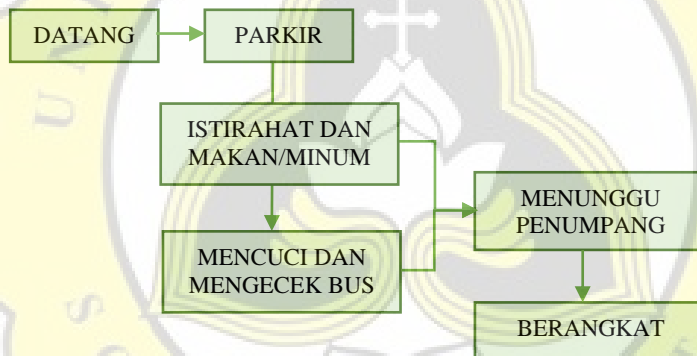 DATANG
PARKIR
ISTIRAHAT DAN
MAKAN/MINUM
MENCUCI DAN
MENGECEK BUS
MENUNGGU
PENUMPANG
BERANGKAT